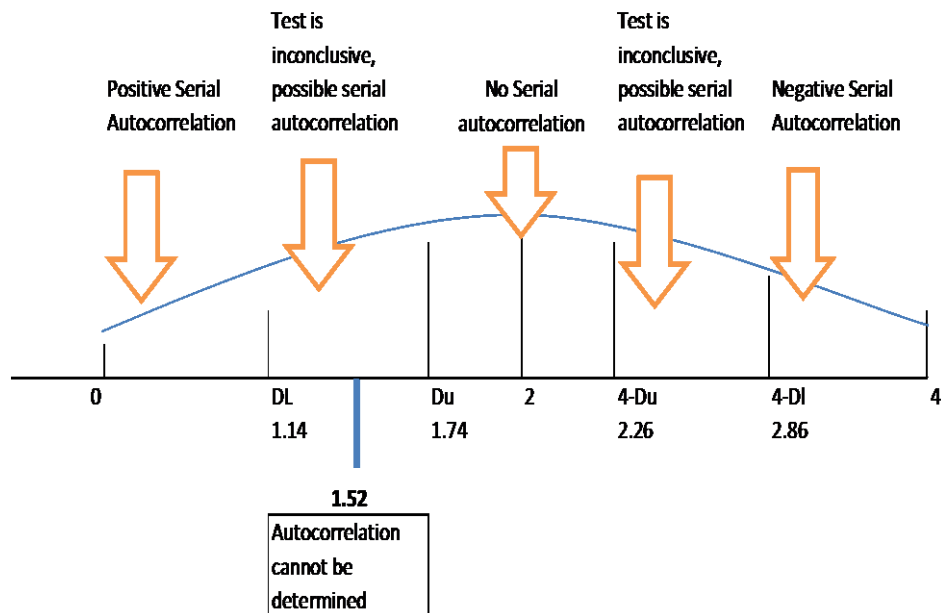 Positive Serial
Autocorrelation
Test is
inconclusive,
possible serial
autocorrelation
No Serial
autocorrelation
Test is
inconclusive,
possible serial
autocorrelation
Negative Serial
Autocorrelation
0
DL
1.14
Du
1.74
2
4-Du
2.26
4-Dl
2.86
4
1.52
Autocorrelation
cannot be
determined